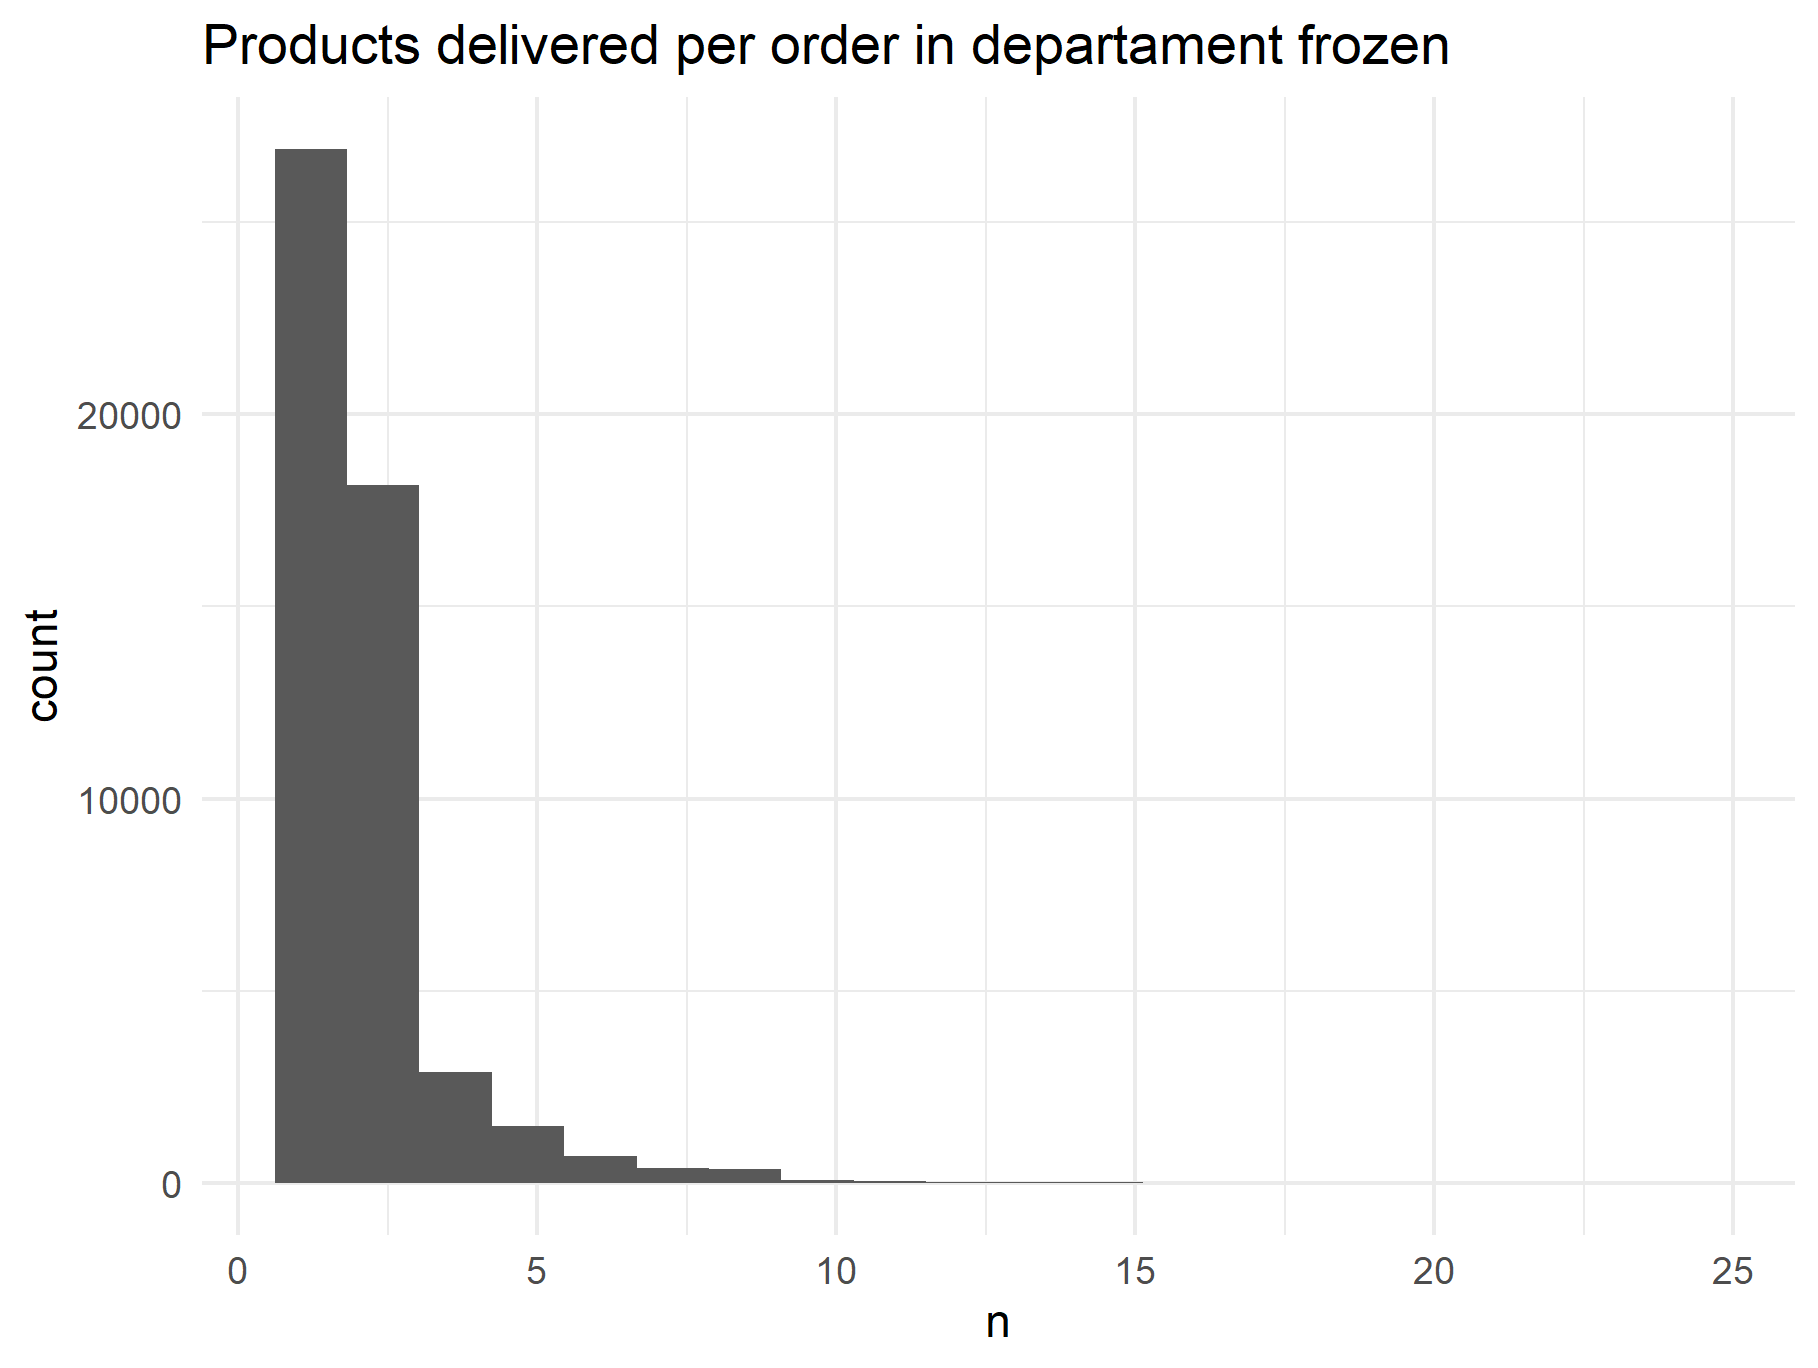 Products delivered per order in departament frozen
count
20000
10000
0
0 5 10 15 20 25
n